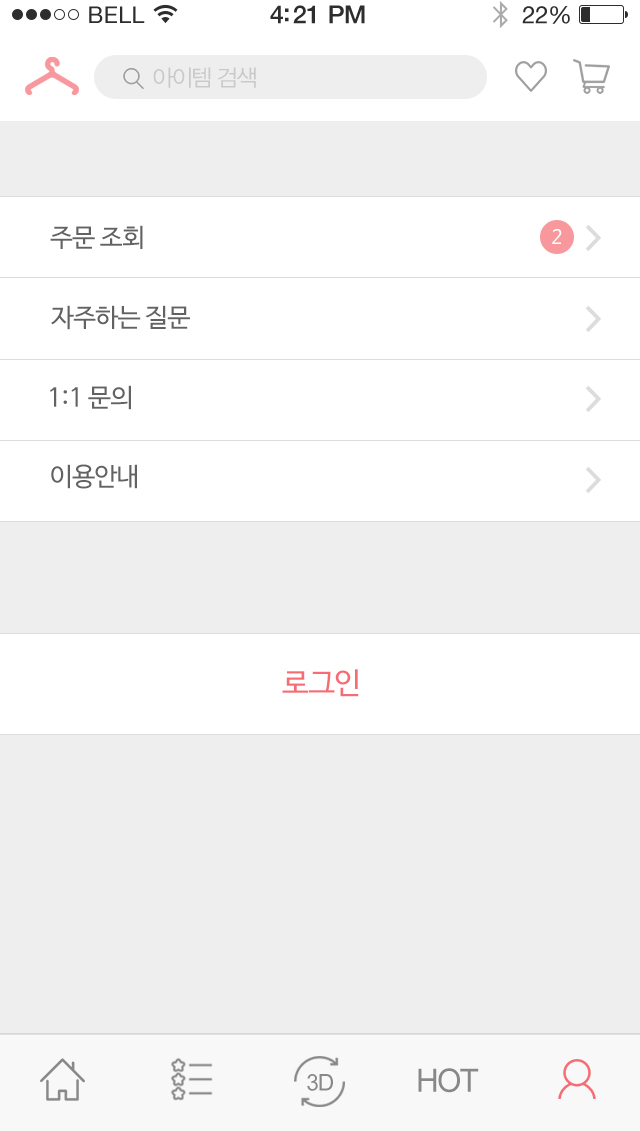 BELL 4:21 PM 22%
아이템 검색
주문 조회 2
자주하는 질문
1:1 문의
이용안내
로그인
3D HOT